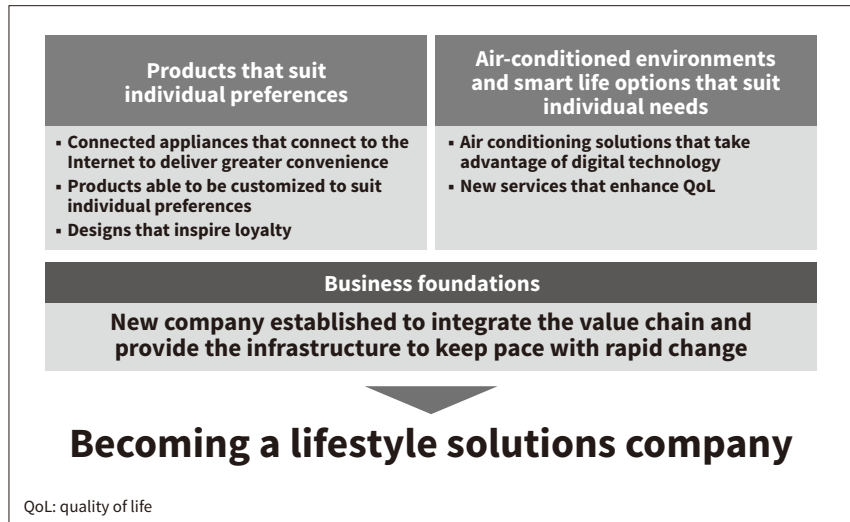 Products that suit
individual preferences
▪ Connected appliances that connect to the
Internet to deliver greater convenience
▪ Products able to be customized to suit
individual preferences
▪ Designs that inspire loyalty
Air-conditioned environments
and smart life options that suit
individual needs
▪ Air conditioning solutions that take
advantage of digital technology
▪ New services that enhance QoL
Business foundations
New company established to integrate the value chain and
provide the infrastructure to keep pace with rapid change
Becoming a lifestyle solutions company
QoL: quality of life